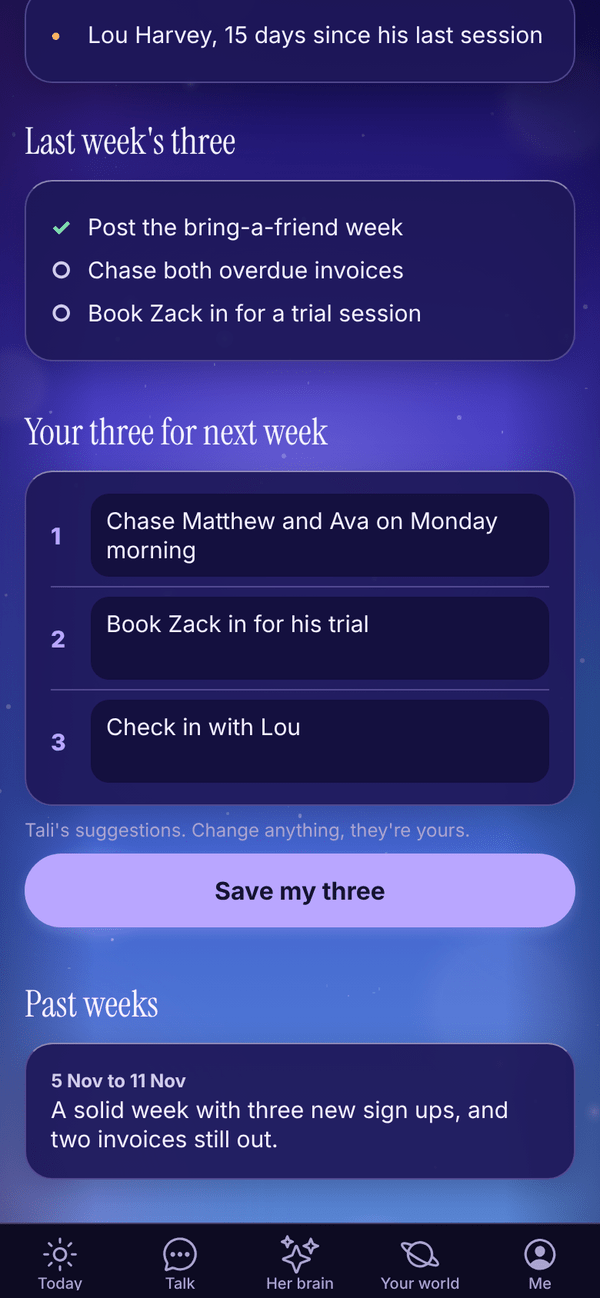 Lou Harvey, 15 days since his last session
Last week's three
Post the bring-a-friend week
Chase both overdue invoices
Book Zack in for a trial session
Your three for next week
1
Chase Matthew and Ava on Monday
morning
2
Book Zack in for his trial
3
Check in with Lou
Tali's suggestions. Change anything, they're yours.
Save my three
Past weeks
5 Nov to 11 Nov
A solid week with three new sign ups, and
two invoices still out.
Today
Talk
Her brain
Your world
Me